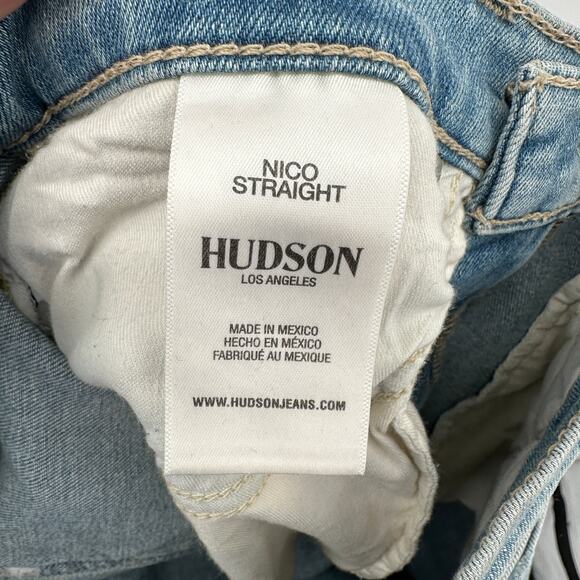 NICO
STRAIGHT
HUDSON
LOS ANGELES
MADE IN MEXICO
HECHO EN MÉXICO
FABRIQUÉ AU MEXIQUE
WWW.HUDSONJEANS.COM